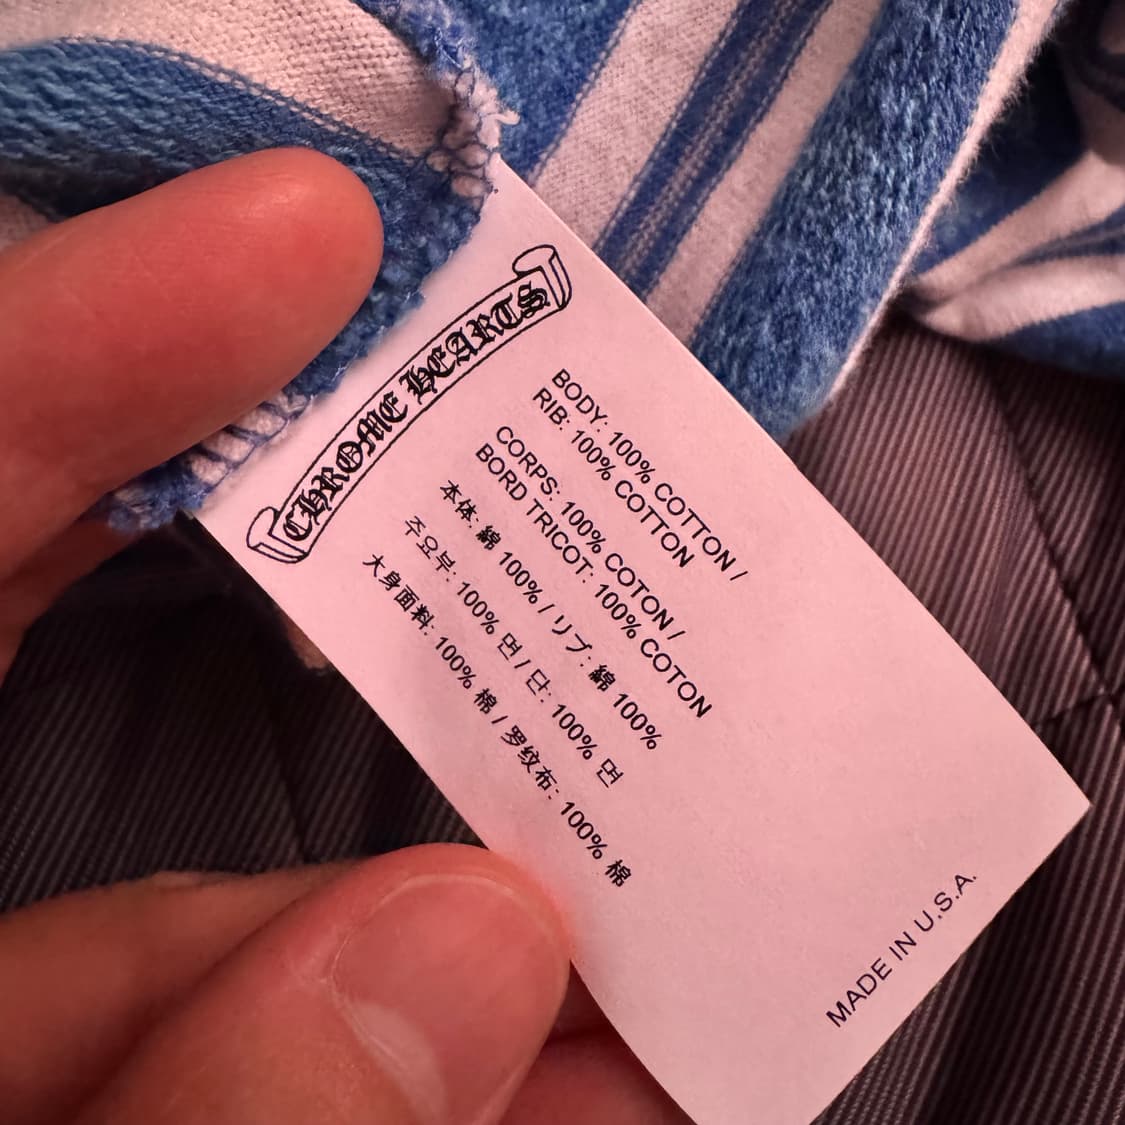 CHROME HEARTS
BODY: 100% COTTON /
RIB: 100% COTTON
CORPS: 100% COTON /
BORD TRICOT: 100% COTON
本体: 綿 100% / リブ: 綿 100%
주요부: 100% 면 / 단: 100% 면
大身面料: 100% 棉 / 罗纹布: 100% 棉
MADE IN U.S.A.